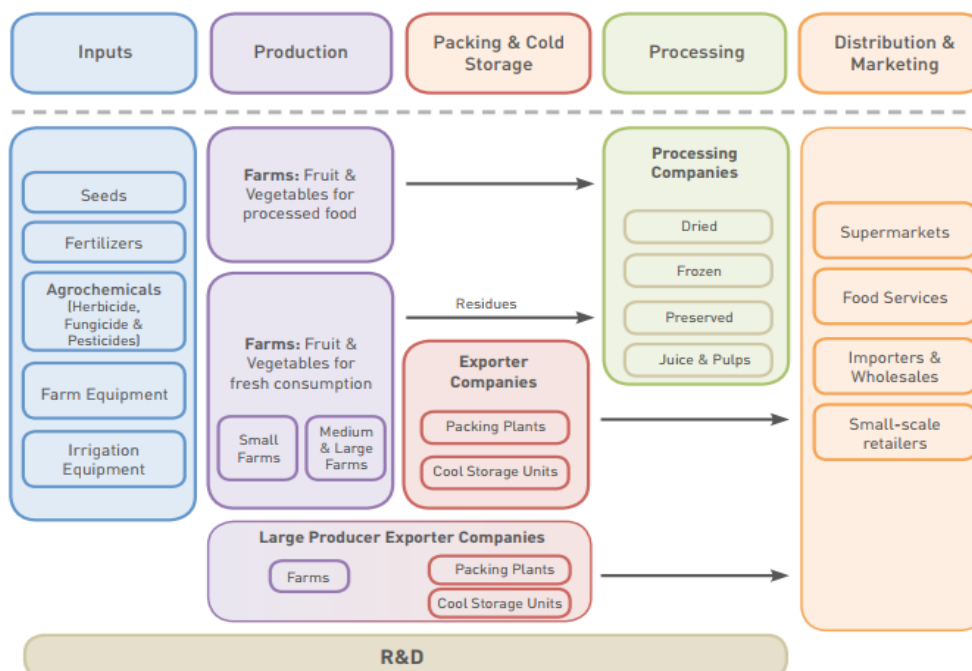 Inputs
Production
Packing & Cold
Storage
Processing
Distribution &
Marketing
Seeds
Fertilizers
Agrochemicals
(Herbicide,
Fungicide &
Pesticides)
Farm Equipment
Irrigation
Equipment
Farms: Fruit &
Vegetables for
processed food
Farms: Fruit &
Vegetables for
fresh consumption
Small
Farms
Medium
& Large
Farms
Residues
Exporter
Companies
Packing Plants
Cool Storage Units
Large Producer Exporter Companies
Farms
Packing Plants
Cool Storage Units
Processing
Companies
Dried
Frozen
Preserved
Juice & Pulps
Supermarkets
Food Services
Importers &
Wholesales
Small-scale
retailers
R&D